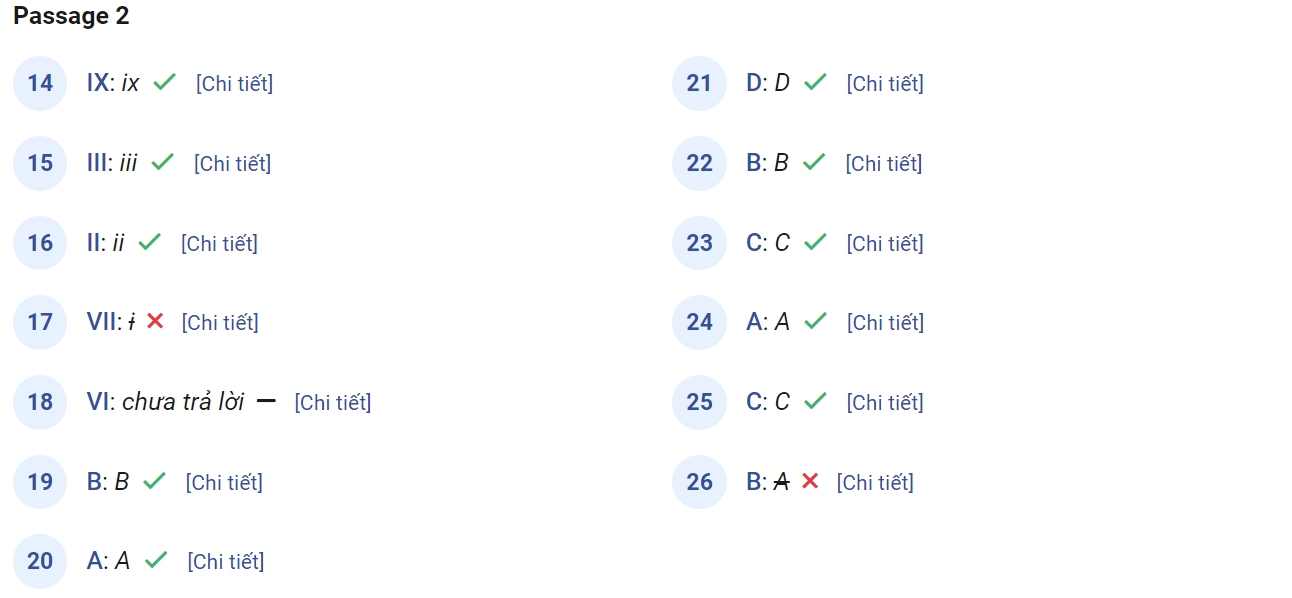 Passage 2
14 IX: ix [Chi tiết]
15 III: iii [Chi tiết]
16 II: ii [Chi tiết]
17 VII: i [Chi tiết]
18 VI: chưa trả lời – [Chi tiết]
19 B: B [Chi tiết]
20 A: A [Chi tiết]
21 D: D [Chi tiết]
22 B: B [Chi tiết]
23 C: C [Chi tiết]
24 A: A [Chi tiết]
25 C: C [Chi tiết]
26 B: A [Chi tiết]